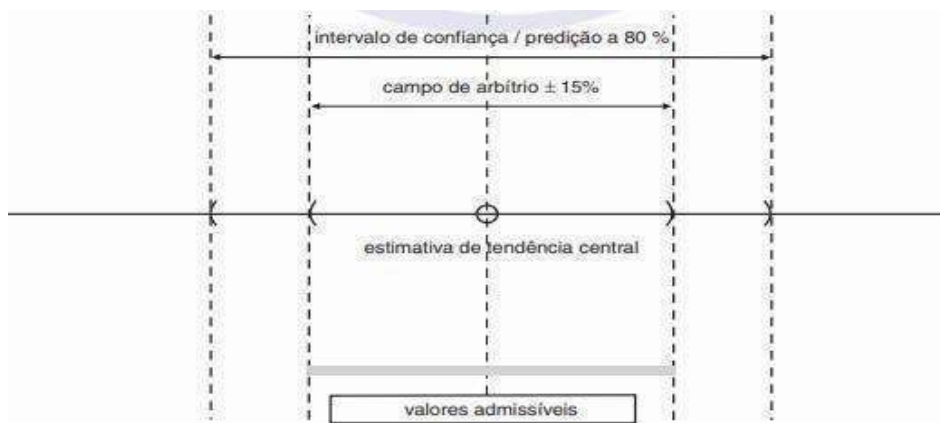 intervalo de confiança / predição a 80 %
campo de arbítrio ± 15%
estimativa de tendência central
valores admissíveis